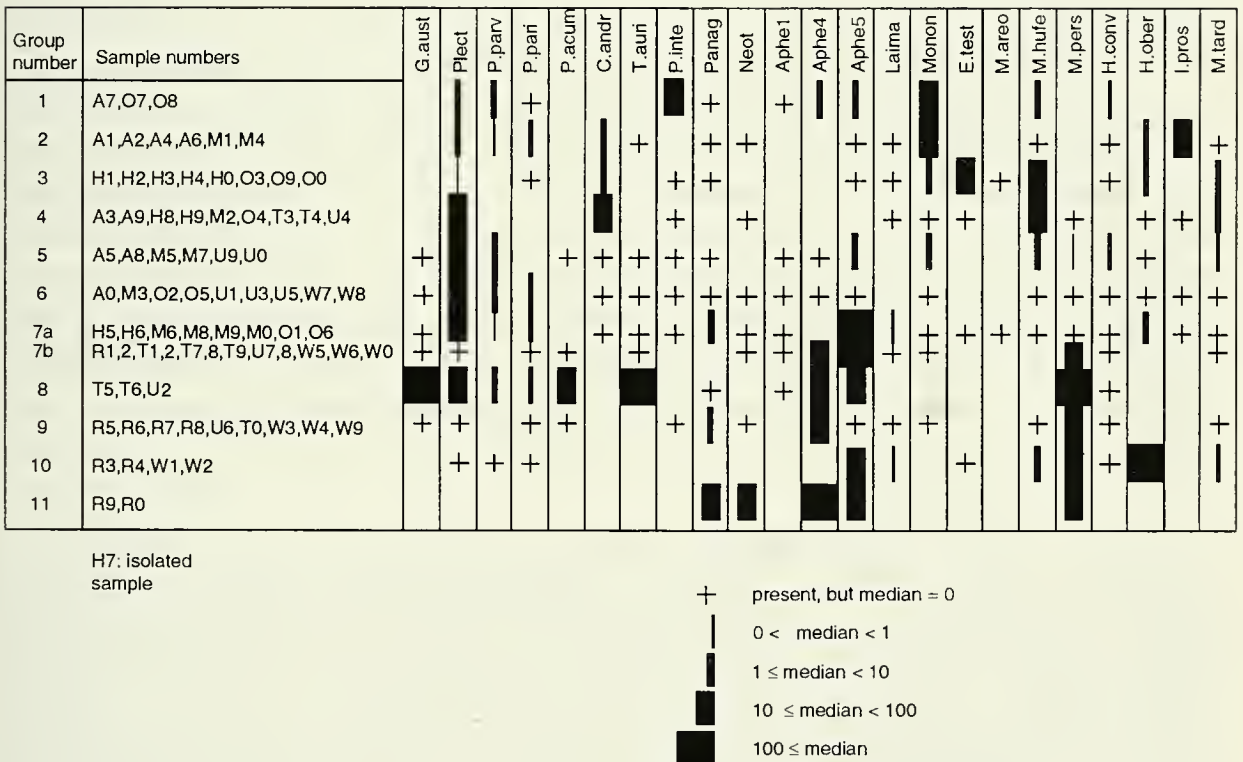 Group number Sample numbers G.aust Plect P.parv P.pari P.acum C.andr T.auri P.inte Panag Neot Aphe1 Aphe4 Aphe5 Laima Monon E.test M.areo M.hufe M.pers H.conv H.ober I.pros M.tard
1 A7,O7,O8 + + +
2 A1,A2,A4,A6,M1,M4 + + + + + + + +
3 H1,H2,H3,H4,H0,O3,O9,O0 + + + + + + +
4 A3,A9,H8,H9,M2,O4,T3,T4,U4 + + + + + + + + +
5 A5,A8,M5,M7,U9,U0 + + + + + + + + +
6 A0,M3,O2,O5,U1,U3,U5,W7,W8 + + + + + + + + + + + + + + +
7a H5,H6,M6,M8,M9,M0,O1,O6 + + + + + + + + + + + + + +
7b R1,2,T1,2,T7,8,T9,U7,8,W5,W6,W0 + + + + + + + + + + +
8 T5,T6,U2 + + +
9 R5,R6,R7,R8,U6,T0,W3,W4,W9 + + + + + + + + + + + +
10 R3,R4,W1,W2 + + + + +
11 R9,R0
H7: isolated
sample
+ present, but median = 0
0 < median < 1
1 ≤ median < 10
10 ≤ median < 100
100 ≤ median